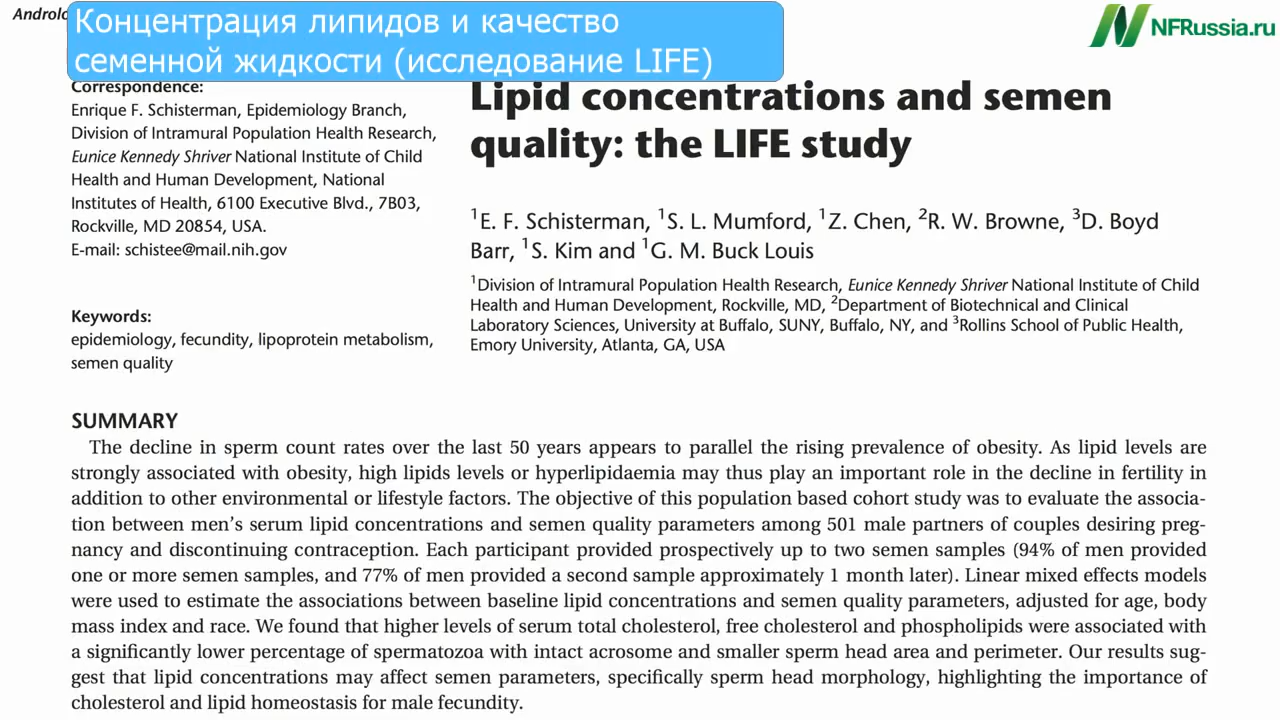 Androlo
Концентрация липидов и качество
семенной жидкости (исследование LIFE)
NFRussia.ru
Correspondence:
Enrique F. Schisterman, Epidemiology Branch,
Division of Intramural Population Health Research,
Eunice Kennedy Shriver National Institute of Child
Health and Human Development, National
Institutes of Health, 6100 Executive Blvd., 7B03,
Rockville, MD 20854, USA.
E-mail: schistee@mail.nih.gov
Keywords:
epidemiology, fecundity, lipoprotein metabolism,
semen quality
Lipid concentrations and semen
quality: the LIFE study
1E. F. Schisterman, 1S. L. Mumford, 1Z. Chen, 2R. W. Browne, 3D. Boyd
Barr, 1S. Kim and 1G. M. Buck Louis
1Division of Intramural Population Health Research, Eunice Kennedy Shriver National Institute of Child
Health and Human Development, Rockville, MD, 2Department of Biotechnical and Clinical
Laboratory Sciences, University at Buffalo, SUNY, Buffalo, NY, and 3Rollins School of Public Health,
Emory University, Atlanta, GA, USA
SUMMARY
The decline in sperm count rates over the last 50 years appears to parallel the rising prevalence of obesity. As lipid levels are
strongly associated with obesity, high lipids levels or hyperlipidaemia may thus play an important role in the decline in fertility in
addition to other environmental or lifestyle factors. The objective of this population based cohort study was to evaluate the associa-
tion between men's serum lipid concentrations and semen quality parameters among 501 male partners of couples desiring preg-
nancy and discontinuing contraception. Each participant provided prospectively up to two semen samples (94% of men provided
one or more semen samples, and 77% of men provided a second sample approximately 1 month later). Linear mixed effects models
were used to estimate the associations between baseline lipid concentrations and semen quality parameters, adjusted for age, body
mass index and race. We found that higher levels of serum total cholesterol, free cholesterol and phospholipids were associated with
a significantly lower percentage of spermatozoa with intact acrosome and smaller sperm head area and perimeter. Our results sug-
gest that lipid concentrations may affect semen parameters, specifically sperm head morphology, highlighting the importance of
cholesterol and lipid homeostasis for male fecundity.